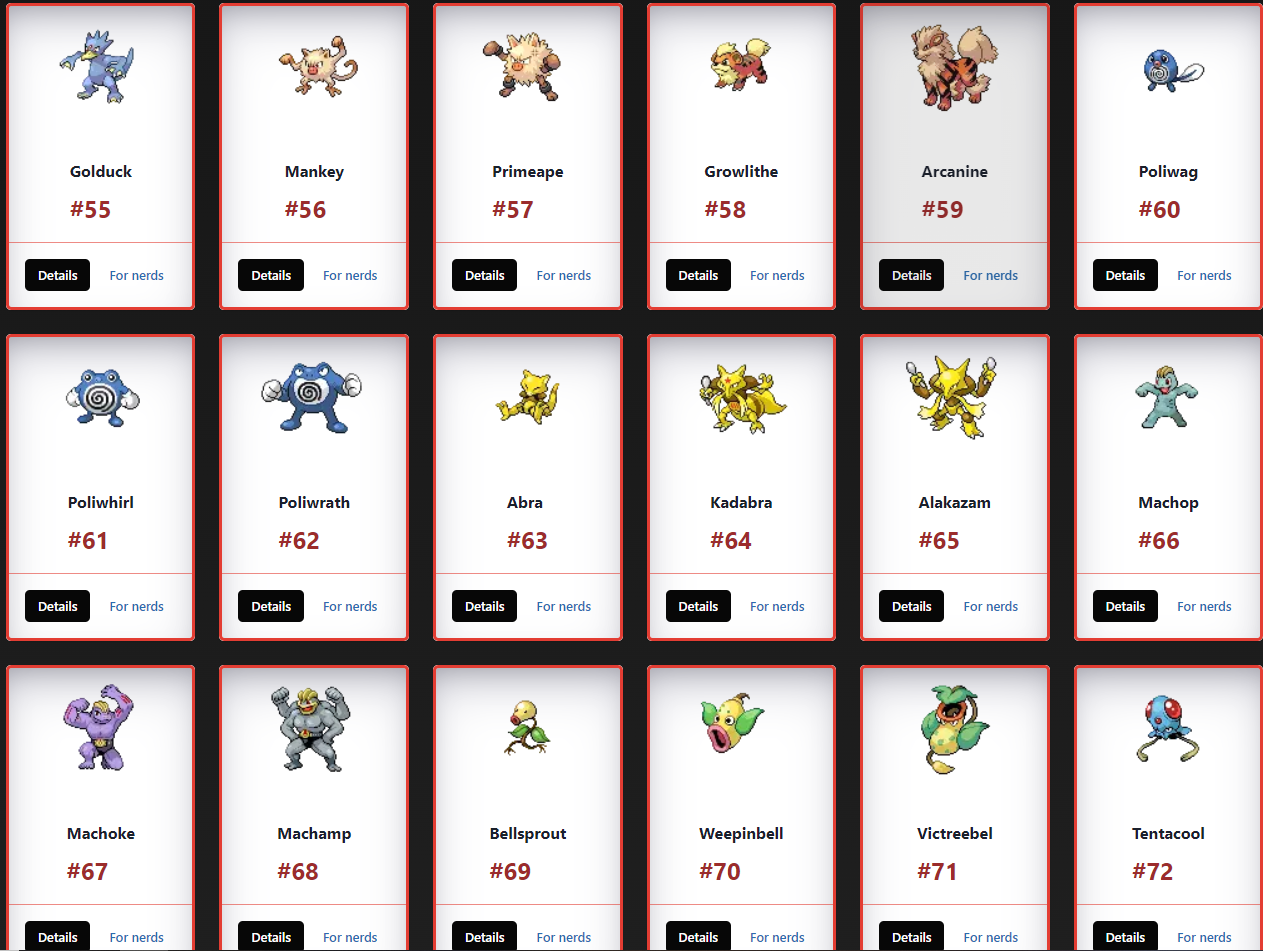 Golduck Mankey Primeape Growlithe Arcanine Poliwag
#55 #56 #57 #58 #59 #60
Details For nerds Details For nerds Details For nerds Details For nerds Details For nerds Details For nerds
Poliwhirl Poliwrath Abra Kadabra Alakazam Machop
#61 #62 #63 #64 #65 #66
Details For nerds Details For nerds Details For nerds Details For nerds Details For nerds Details For nerds
Machoke Machamp Bellsprout Weepinbell Victreebel Tentacool
#67 #68 #69 #70 #71 #72
Details For nerds Details For nerds Details For nerds Details For nerds Details For nerds Details For nerds